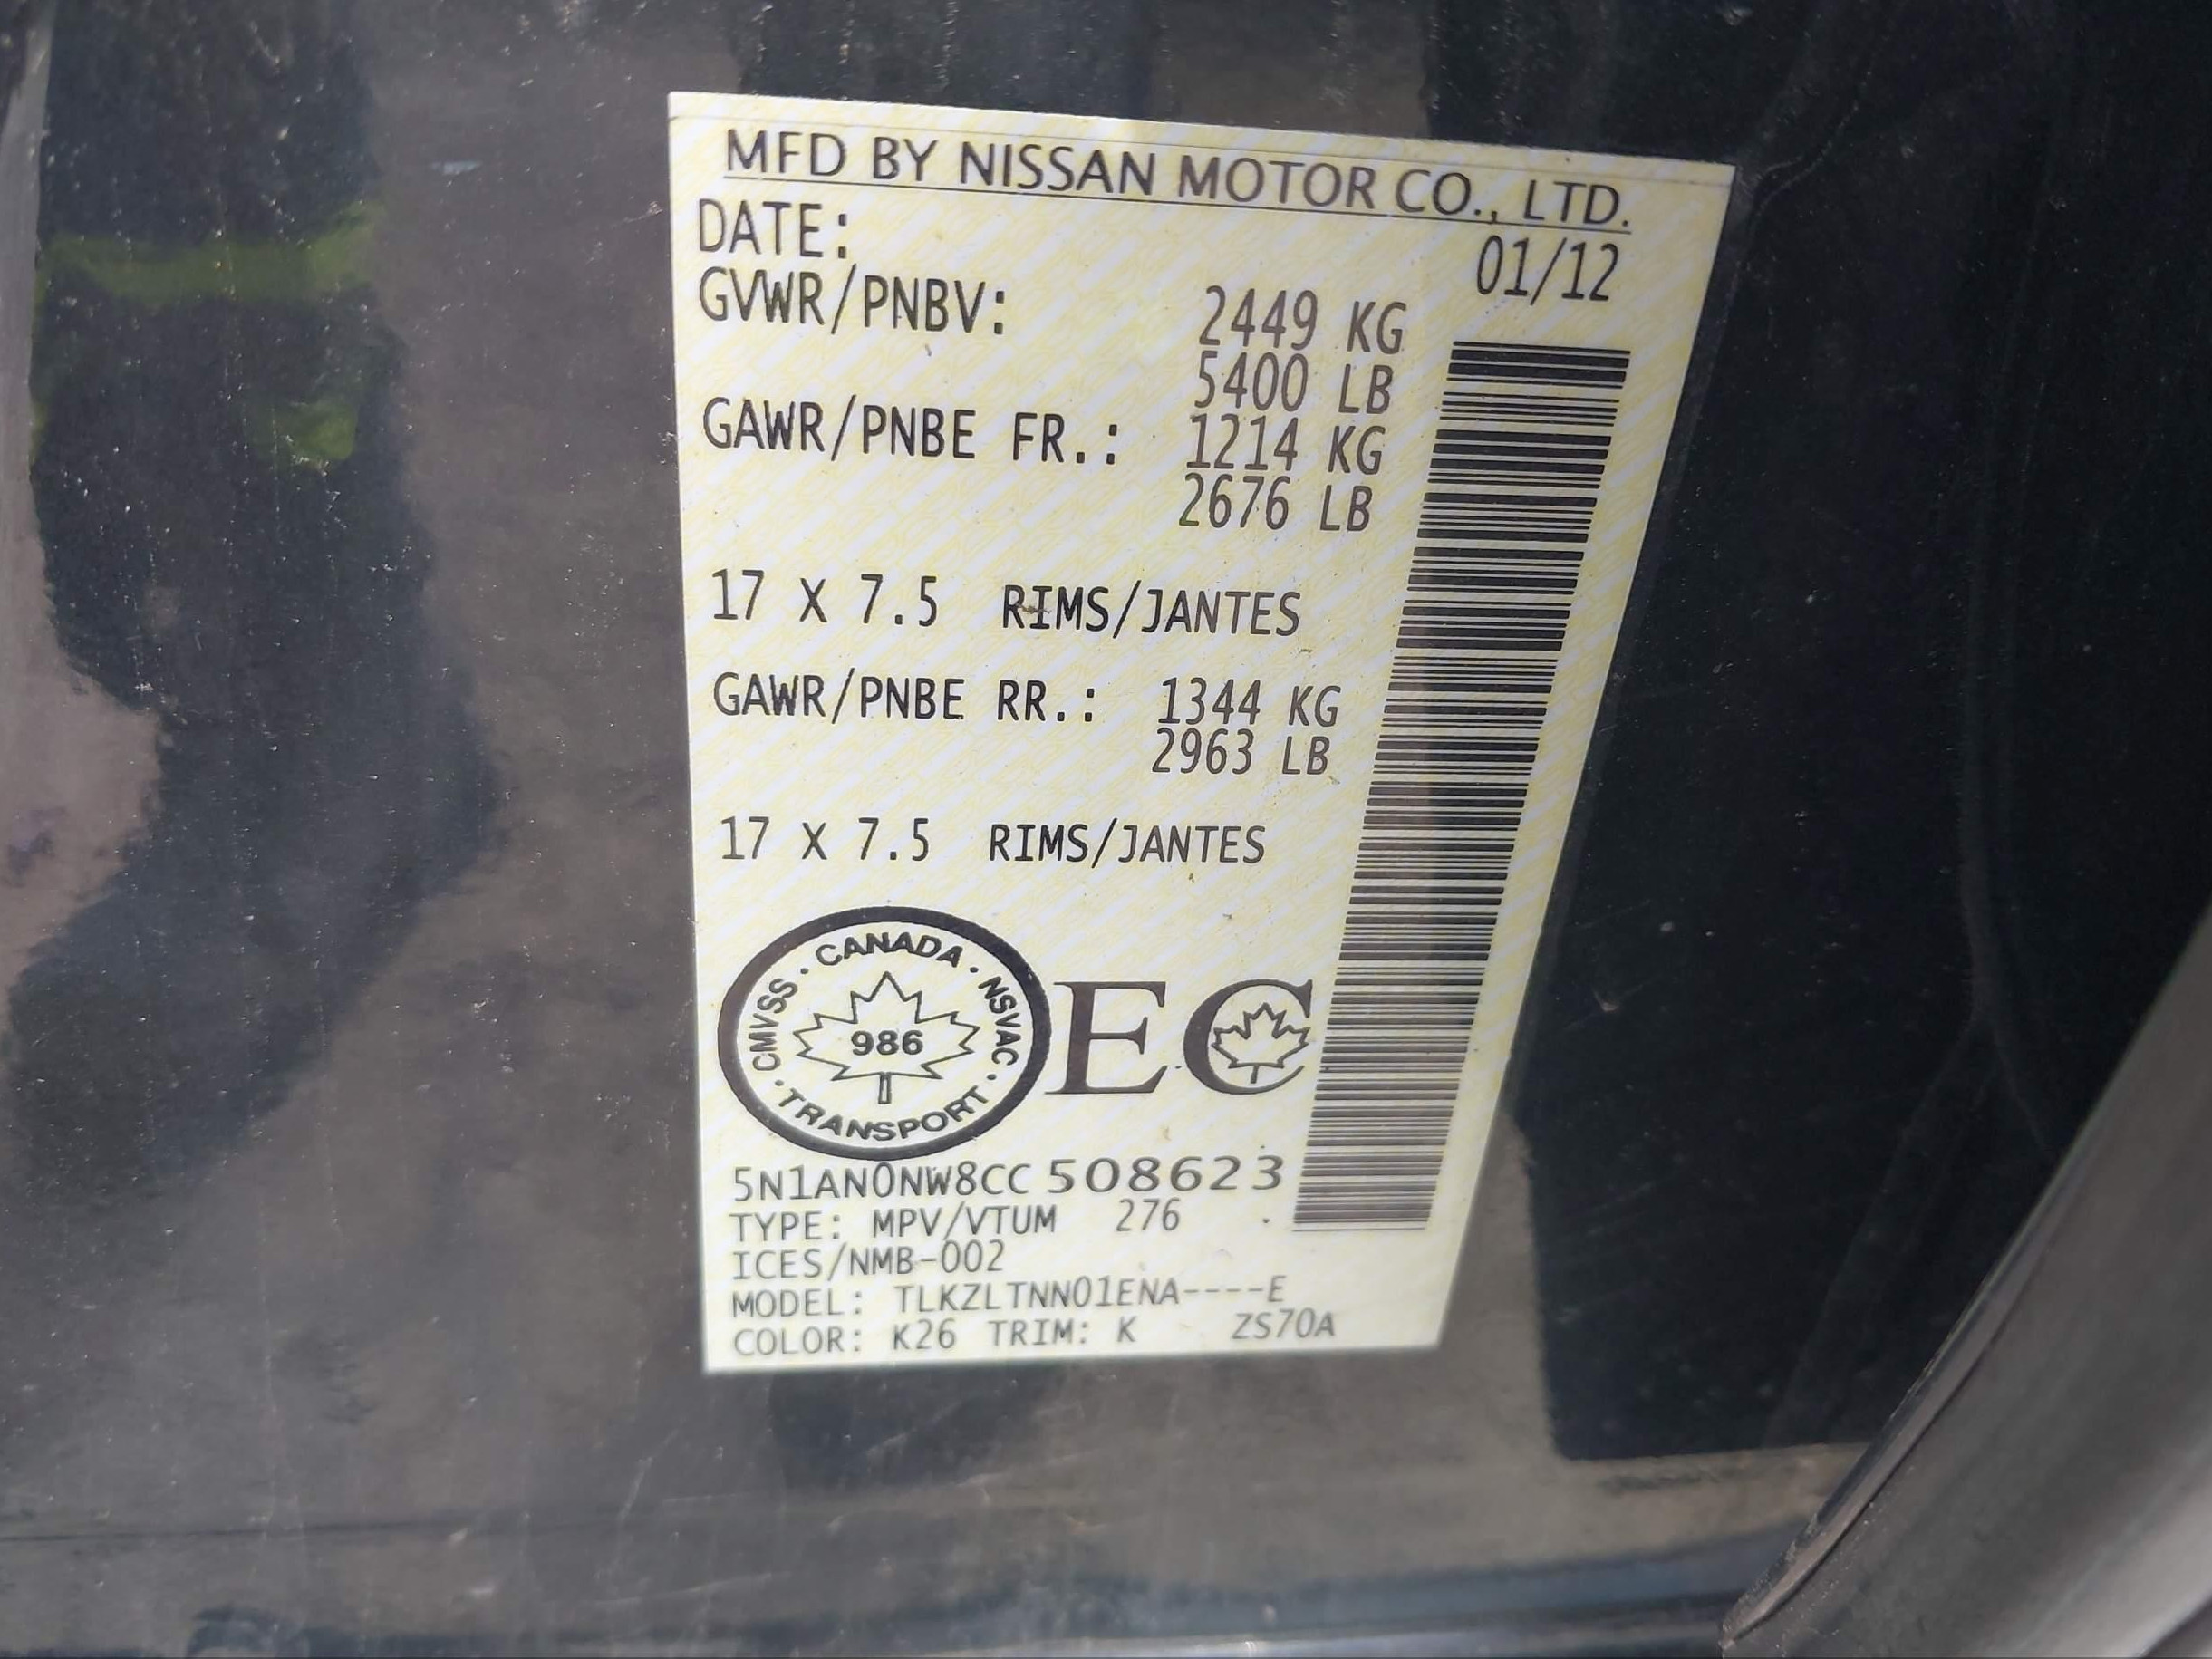 MFD BY NISSAN MOTOR CO., LTD.
DATE: 01/12
GVWR/PNBV: 2449 KG
5400 LB
GAWR/PNBE FR.: 1214 KG
2676 LB
17 X 7.5 RIMS/JANTES
GAWR/PNBE RR.: 1344 KG
2963 LB
17 X 7.5 RIMS/JANTES
CANADA · NSVAC · TRANSPORT · CMVSS ·
986
EC
5N1AN0NW8CC508623
TYPE: MPV/VTUM 276
ICES/NMB-002
MODEL: TLKZLTNN01ENA----E
COLOR: K26 TRIM: K ZS70A